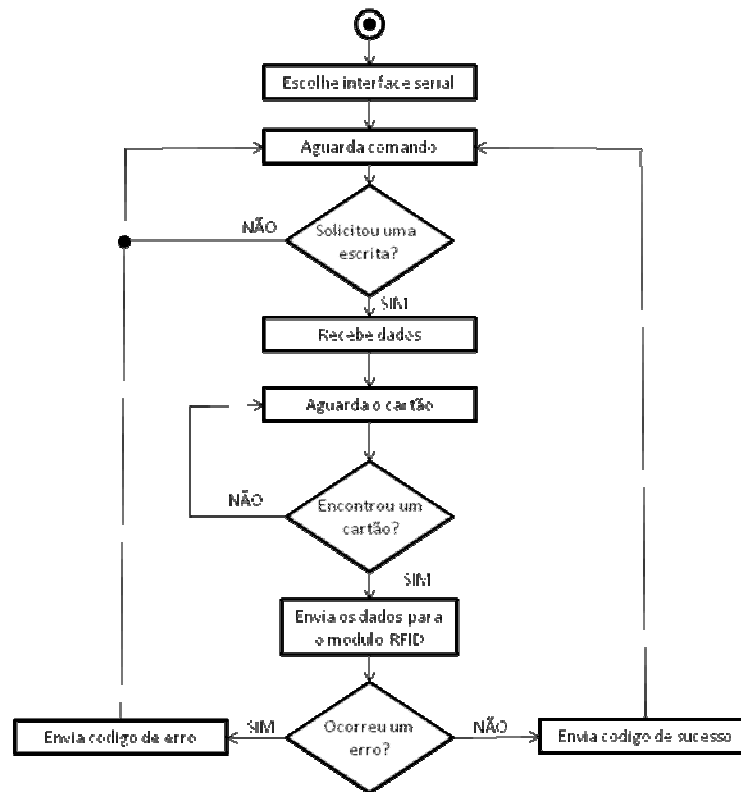 Escolhe interface serial
Aguarda comando
NÃO
Solicitou uma
escrita?
SIM
Recebe dados
Aguarda o cartão
NÃO
Encontrou um
cartão?
SIM
Envia os dados para
o modulo RFID
Envia codigo de erro
SIM
Ocorreu um
erro?
NÃO
Envia codigo de sucesso